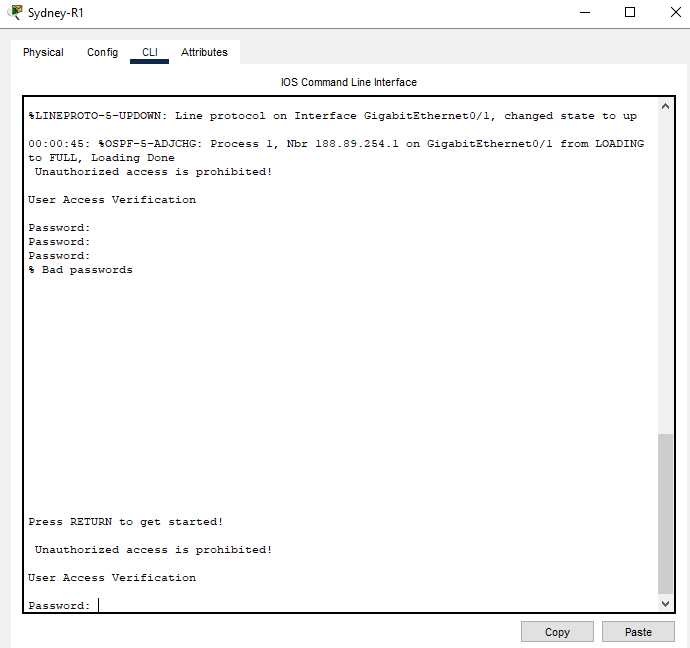 Sydney-R1
Physical Config CLI Attributes
IOS Command Line Interface
%LINEPROTO-5-UPDOWN: Line protocol on Interface GigabitEthernet0/1, changed state to up
00:00:45: %OSPF-5-ADJCHG: Process 1, Nbr 188.89.254.1 on GigabitEthernet0/1 from LOADING
to FULL, Loading Done
Unauthorized access is prohibited!
User Access Verification
Password:
Password:
Password:
% Bad passwords
Press RETURN to get started!
Unauthorized access is prohibited!
User Access Verification
Password:
Copy Paste